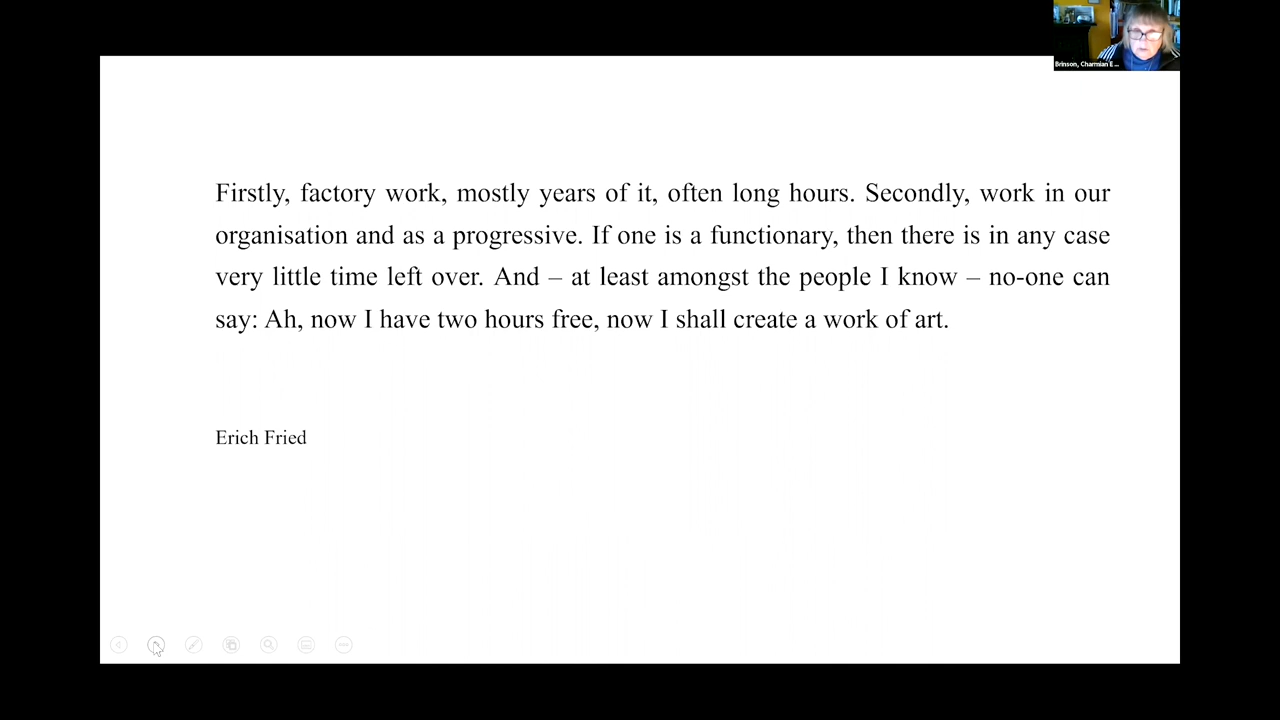 Brinson, Charmian E ...
Firstly, factory work, mostly years of it, often long hours. Secondly, work in our
organisation and as a progressive. If one is a functionary, then there is in any case
very little time left over. And – at least amongst the people I know – no-one can
say: Ah, now I have two hours free, now I shall create a work of art.
Erich Fried